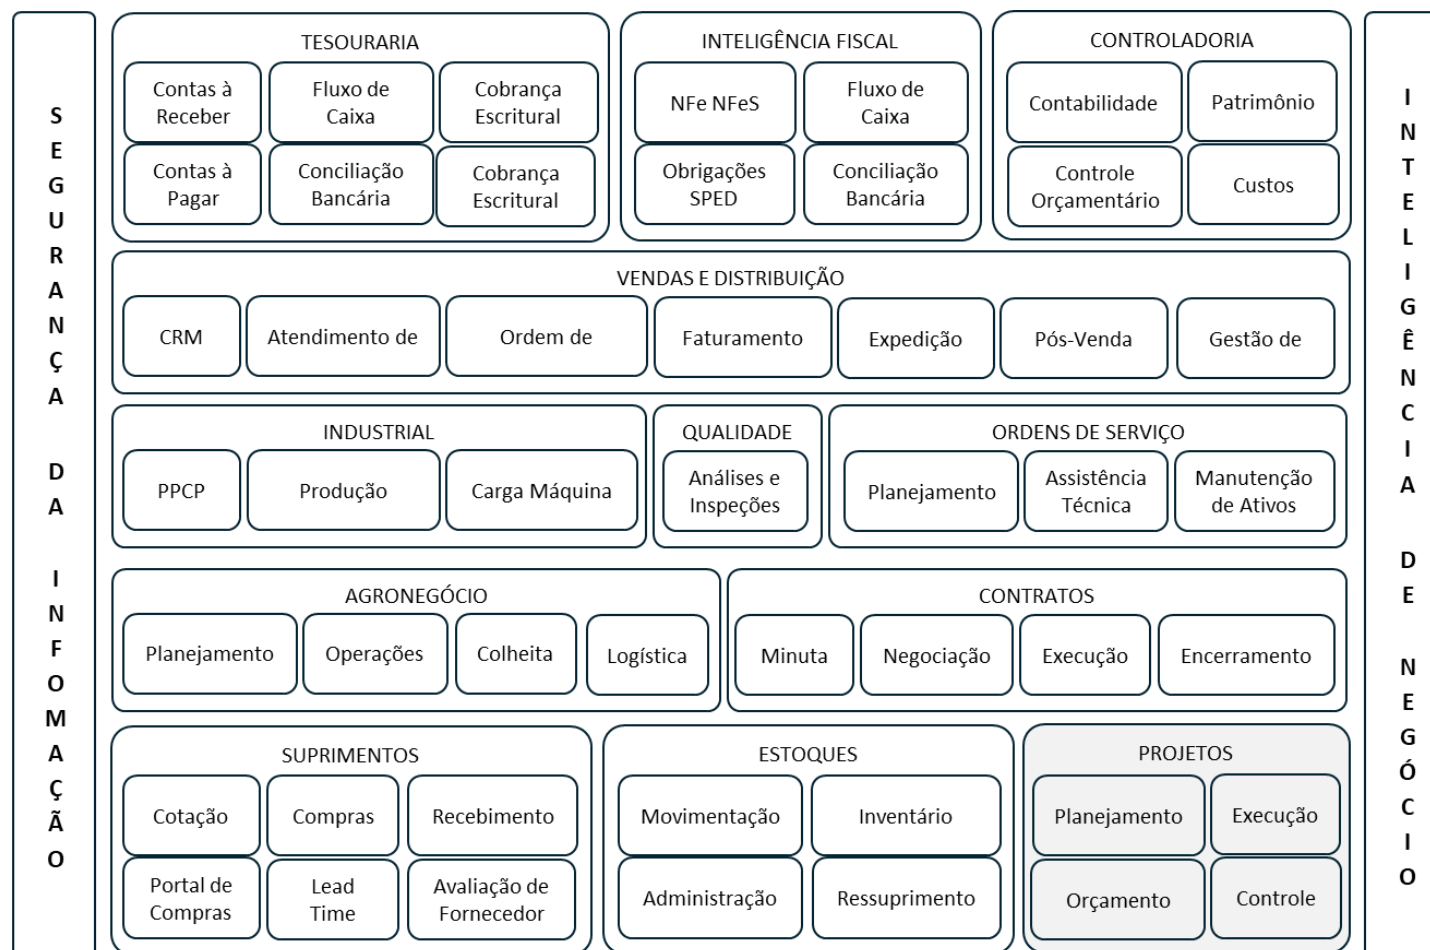 SEGURANÇA DA INFOMAÇÃO
TESOURARIA
Contas à
Receber
Fluxo de
Caixa
Cobrança
Escritural
Contas à
Pagar
Conciliação
Bancária
Cobrança
Escritural
INTELIGÊNCIA FISCAL
NFe NFeS
Fluxo de
Caixa
Obrigações
SPED
Conciliação
Bancária
CONTROLADORIA
Contabilidade
Patrimônio
Controle
Orçamentário
Custos
VENDAS E DISTRIBUIÇÃO
CRM
Atendimento de
Ordem de
Faturamento
Expedição
Pós-Venda
Gestão de
INDUSTRIAL
PPCP
Produção
Carga Máquina
QUALIDADE
Análises e
Inspeções
ORDENS DE SERVIÇO
Planejamento
Assistência
Técnica
Manutenção
de Ativos
AGRONEGÓCIO
Planejamento
Operações
Colheita
Logística
CONTRATOS
Minuta
Negociação
Execução
Encerramento
SUPRIMENTOS
Cotação
Compras
Recebimento
Portal de
Compras
Lead
Time
Avaliação de
Fornecedor
ESTOQUES
Movimentação
Inventário
Administração
Ressuprimento
PROJETOS
Planejamento
Execução
Orçamento
Controle
INTELIGÊNCIA DE NEGÓCIO